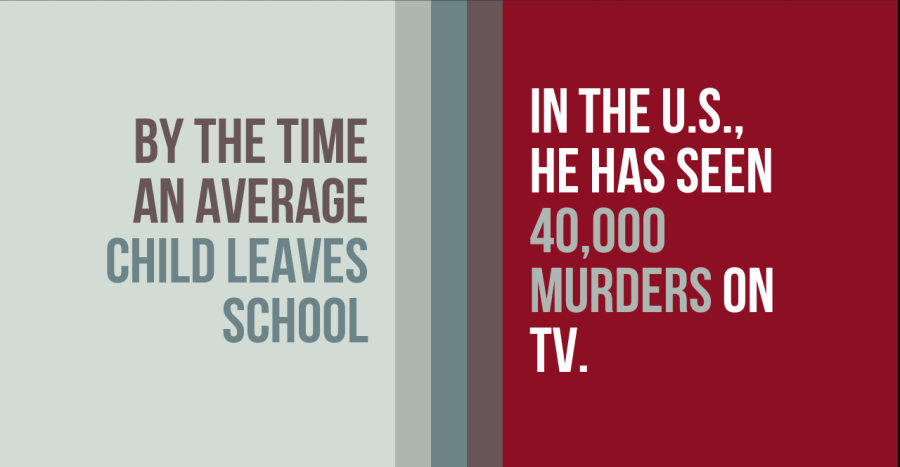 BY THE TIME
AN AVERAGE
CHILD LEAVES
SCHOOL
IN THE U.S.,
HE HAS SEEN
40,000
MURDERS ON
TV.